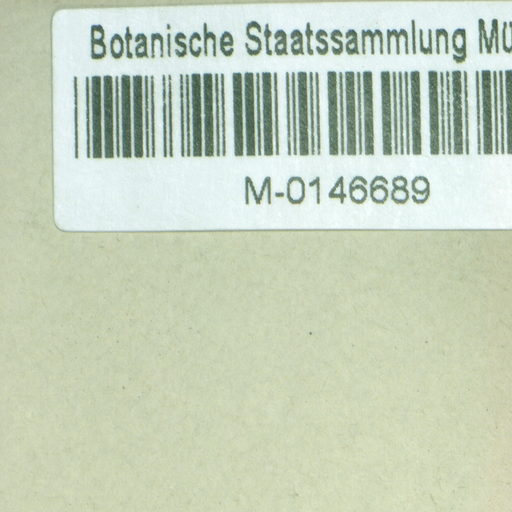 Botanische Staatssammlung MÜ
M-0146689